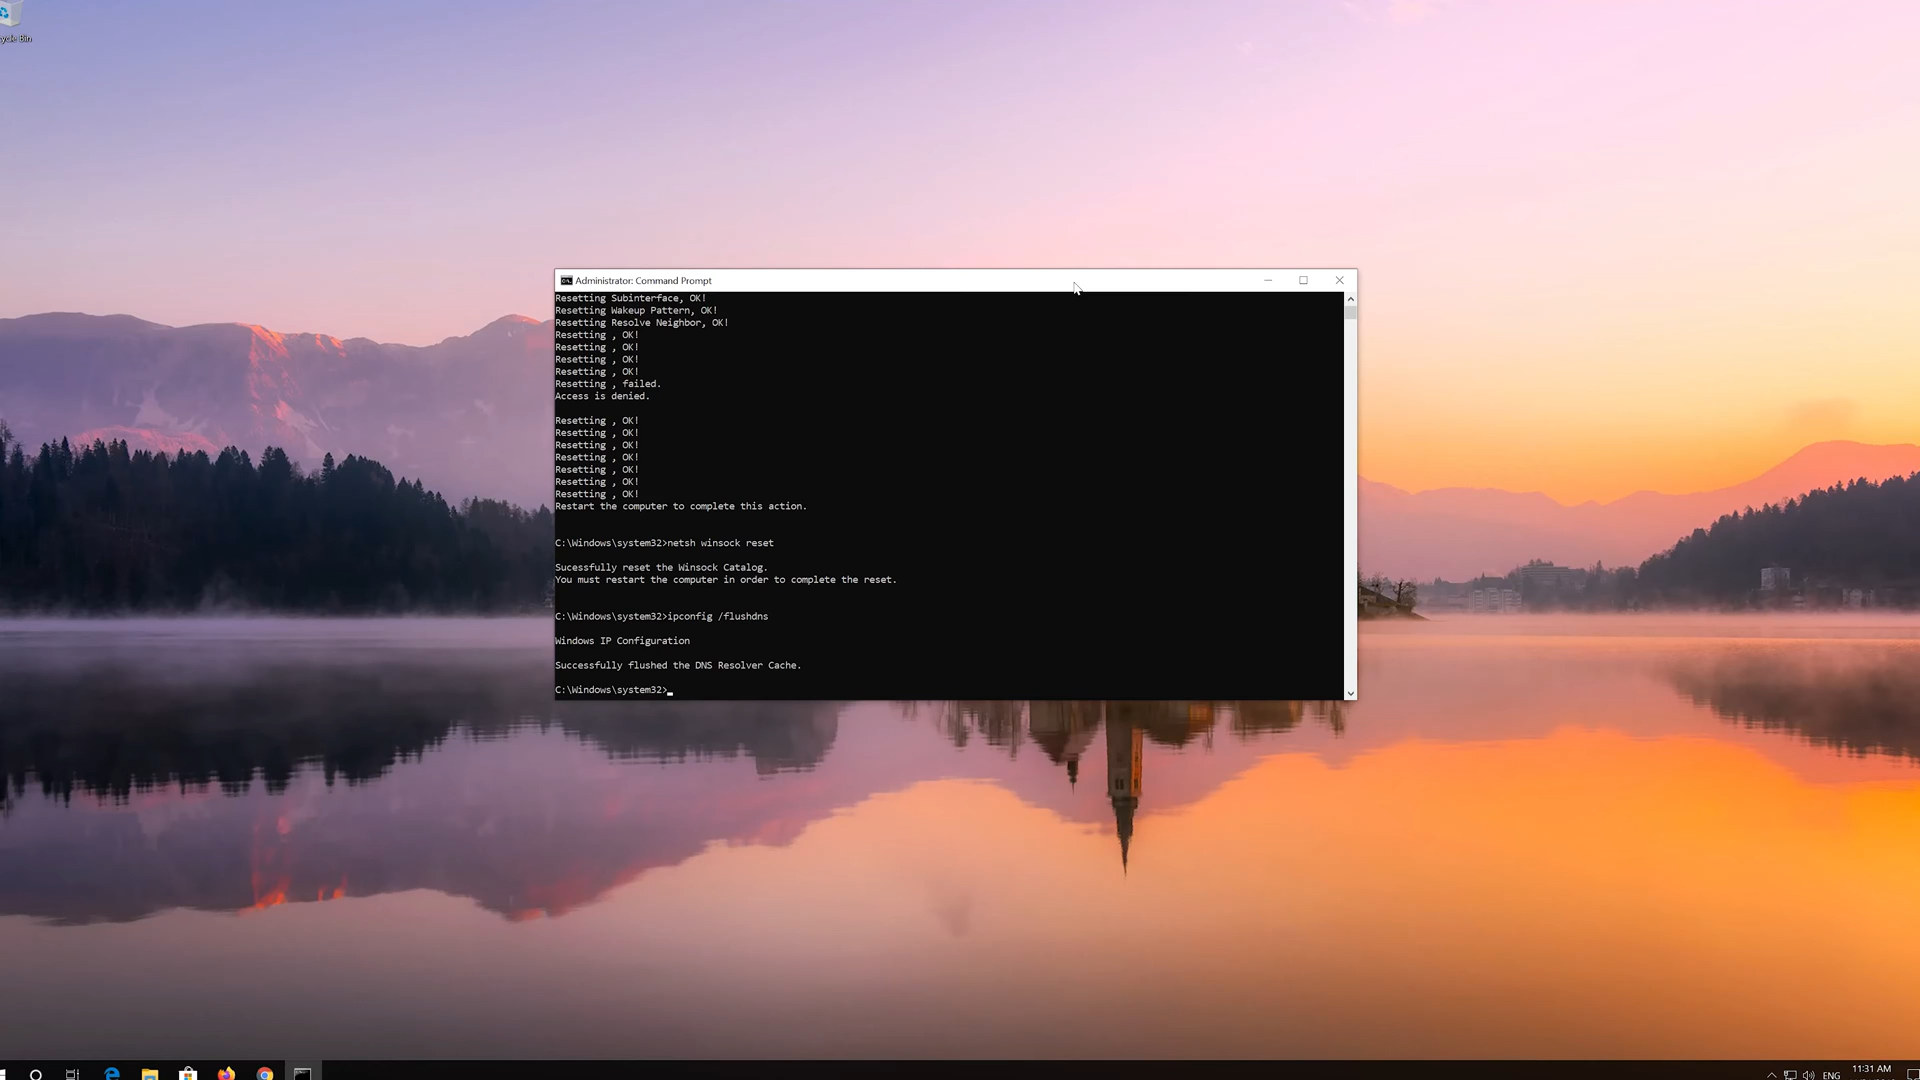 Administrator: Command Prompt
Resetting Subinterface, OK!
Resetting Wakeup Pattern, OK!
Resetting Resolve Neighbor, OK!
Resetting , OK!
Resetting , OK!
Resetting , OK!
Resetting , OK!
Resetting , failed.
Access is denied.
Resetting , OK!
Resetting , OK!
Resetting , OK!
Resetting , OK!
Resetting , OK!
Resetting , OK!
Resetting , OK!
Restart the computer to complete this action.
C:\Windows\system32>netsh winsock reset
Sucessfully reset the Winsock Catalog.
You must restart the computer in order to complete the reset.
C:\Windows\system32>ipconfig /flushdns
Windows IP Configuration
Successfully flushed the DNS Resolver Cache.
C:\Windows\system32>
ENG
11:31 AM